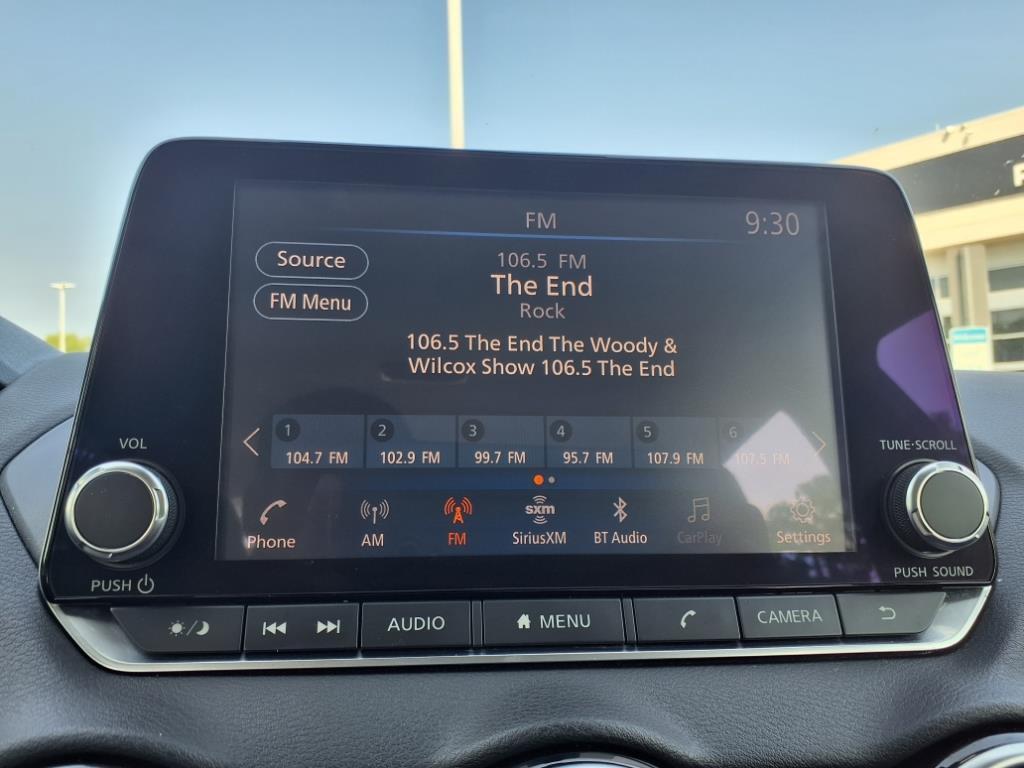 FM
9:30
Source
106.5 FM
The End
FM Menu
Rock
106.5 The End The Woody &
Wilcox Show 106.5 The End
1 2 3 4 5 6
104.7 FM 102.9 FM 99.7 FM 95.7 FM 107.9 FM 107.5 FM
VOL
TUNE·SCROLL
sxm
Phone AM FM SiriusXM BT Audio CarPlay Settings
PUSH
PUSH SOUND
AUDIO MENU CAMERA